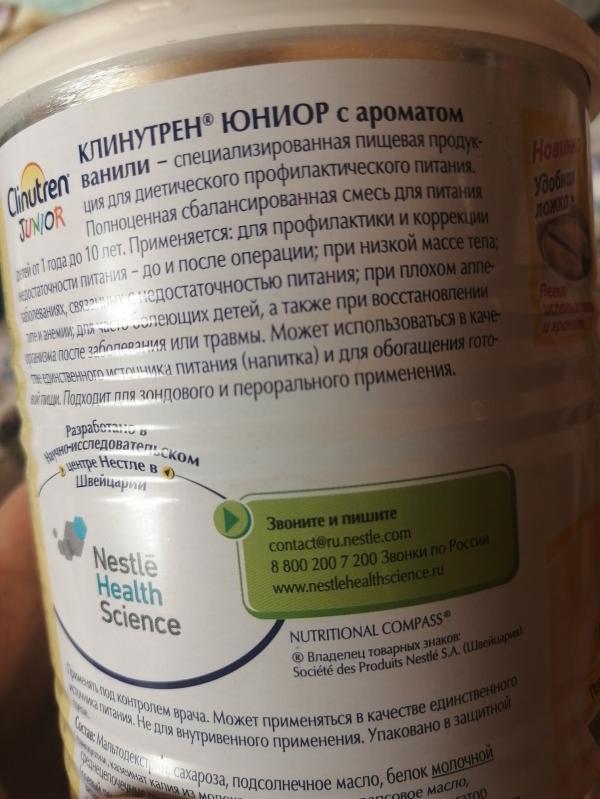 Clinutren®
JUNIOR
КЛИНУТРЕН® ЮНИОР с ароматом
ванили – специализированная пищевая продук-
ция для диетического профилактического питания.
Полноценная сбалансированная смесь для питания
детей от 1 года до 10 лет. Применяется: для профилактики и коррекции
недостаточности питания – до и после операции; при низкой массе тела;
заболеваниях, связанных с недостаточностью питания; при плохом аппе-
тите и анемии; для часто болеющих детей, а также при восстановлении
организма после заболевания или травмы. Может использоваться в каче-
стве единственного источника питания (напитка) и для обогащения гото-
вой пищи. Подходит для зондового и перорального применения.
Новинка
Удобная
ложка
Легко
Разработано в
Научно-исследовательском
центре Нестле в
Швейцарии
Nestlē
Health
Science
Звоните и пишите
contact@ru.nestle.com
8 800 200 7 200 Звонки по России
www.nestlehealthscience.ru
NUTRITIONAL COMPASS®
® Владелец товарных знаков:
Société des Produits Nestlé S.A. (Швейцария)
Применять под контролем врача. Может применяться в качестве единственного
источника питания. Не для внутривенного применения. Упаковано в защитной
Состав: Мальтодекстрин, сахароза, подсолнечное масло, белок молочной
казеинат калия из
масло,